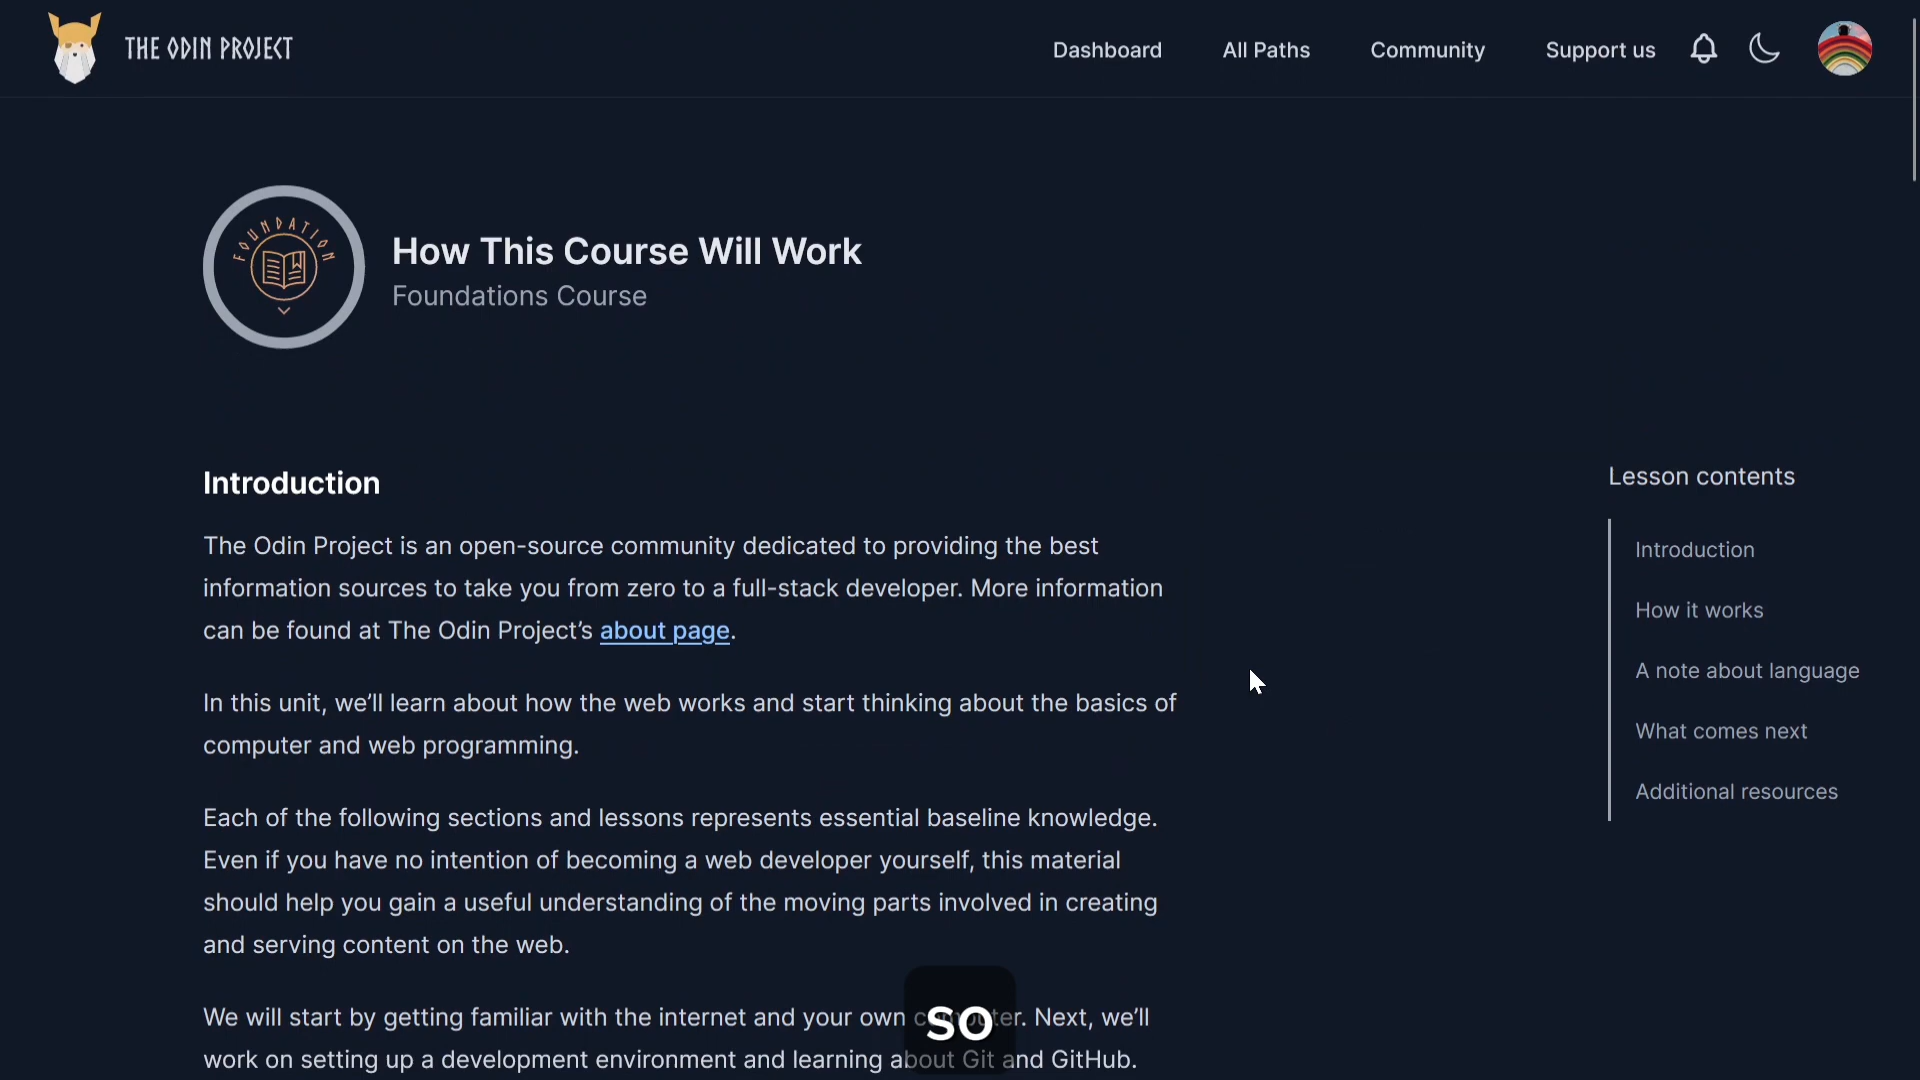 THE ODIN PROJECT
Dashboard
All Paths
Community
Support us
FOUNDATION
How This Course Will Work
Foundations Course
Introduction
The Odin Project is an open-source community dedicated to providing the best
information sources to take you from zero to a full-stack developer. More information
can be found at The Odin Project’s about page.
In this unit, we’ll learn about how the web works and start thinking about the basics of
computer and web programming.
Each of the following sections and lessons represents essential baseline knowledge.
Even if you have no intention of becoming a web developer yourself, this material
should help you gain a useful understanding of the moving parts involved in creating
and serving content on the web.
We will start by getting familiar with the internet and your own computer. Next, we’ll
work on setting up a development environment and learning about Git and GitHub.
so
Lesson contents
Introduction
How it works
A note about language
What comes next
Additional resources